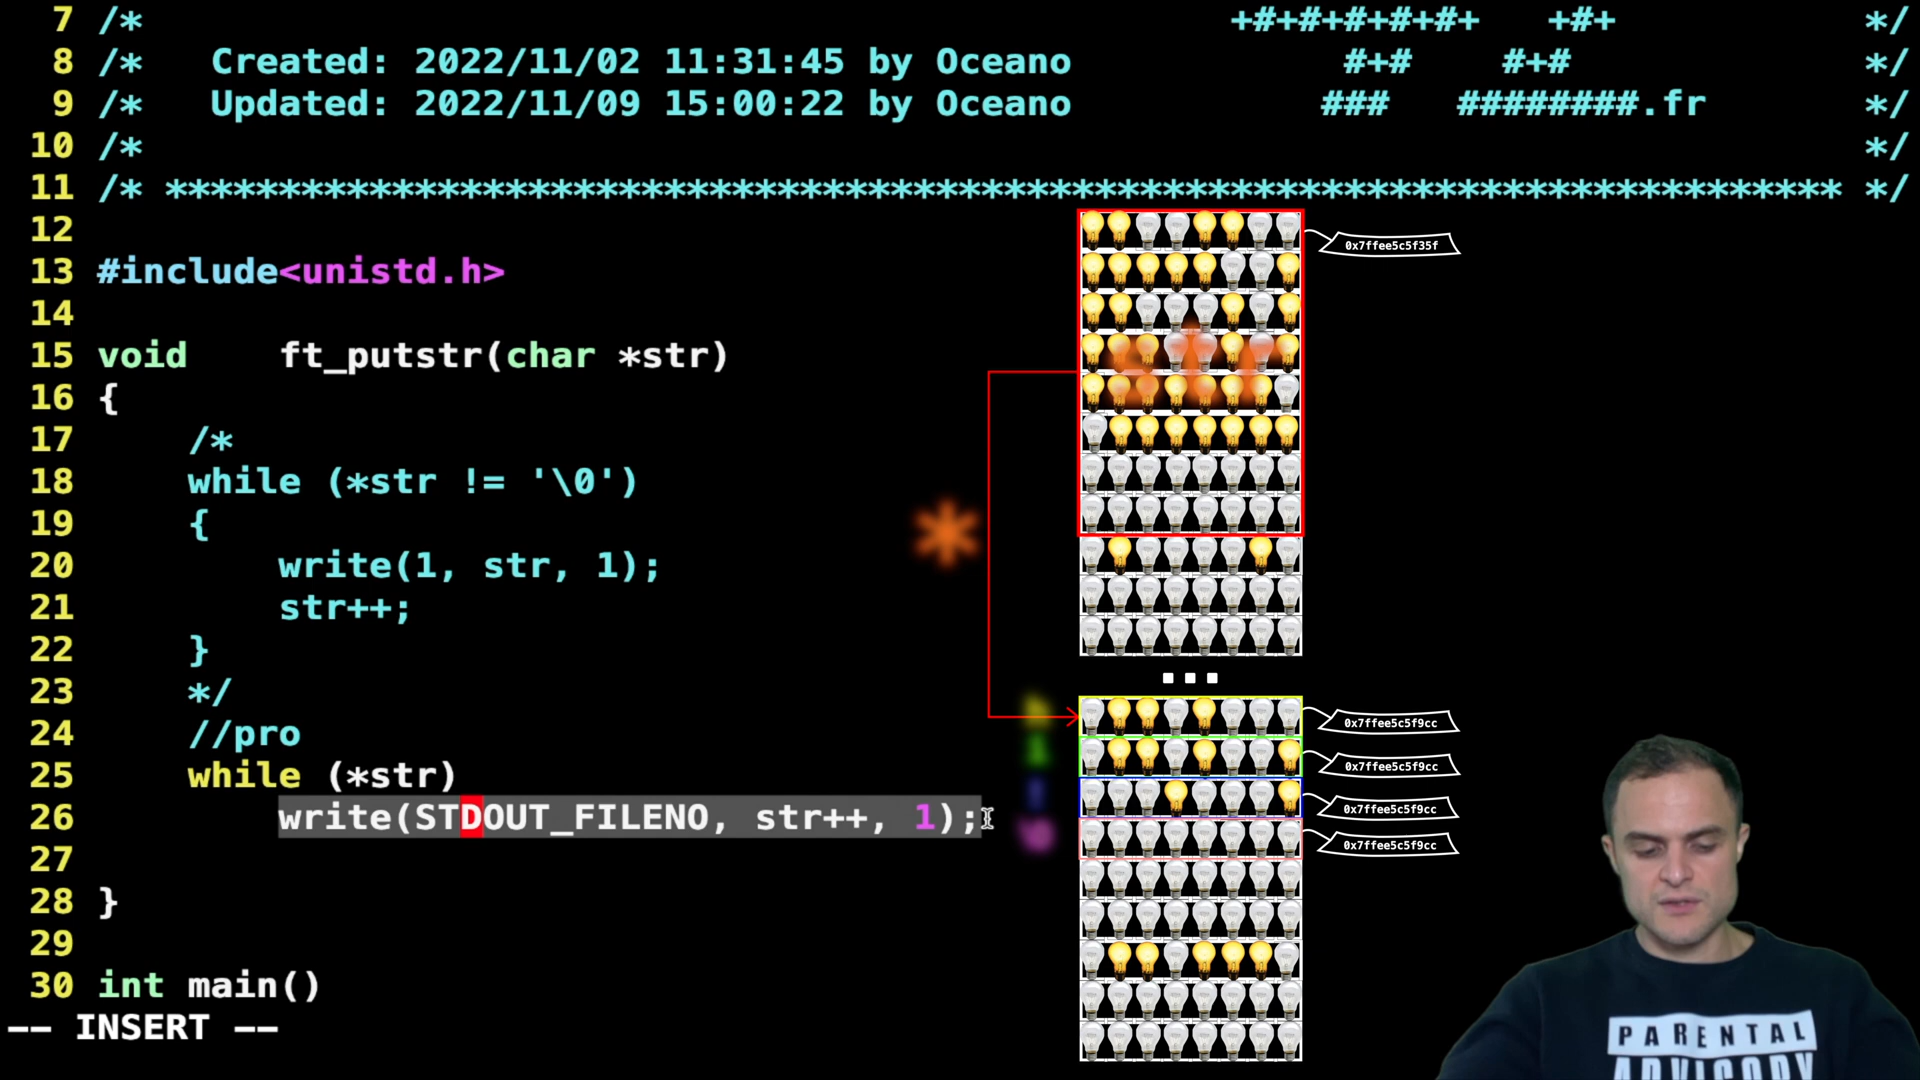 7 /*                                                +#+#+#+#+#+   +#+           */
8 /*   Created: 2022/11/02 11:31:45 by Oceano            #+#    #+#             */
9 /*   Updated: 2022/11/09 15:00:22 by Oceano           ###   ########.fr       */
10 /*                                                                            */
11 /* ************************************************************************** */
12
0x7ffee5c5f35f
13 #include<unistd.h>
14
15 void    ft_putstr(char *str)
16 {
17     /*
18     while (*str != '\0')
19     {
*
20         write(1, str, 1);
21         str++;
22     }
23     */
...
24     //pro
0x7ffee5c5f9cc
25     while (*str)
0x7ffee5c5f9cc
26         write(STDOUT_FILENO, str++, 1);
0x7ffee5c5f9cc
0x7ffee5c5f9cc
27
28 }
29
30 int main()
-- INSERT --
PARENTAL
ADVISORY